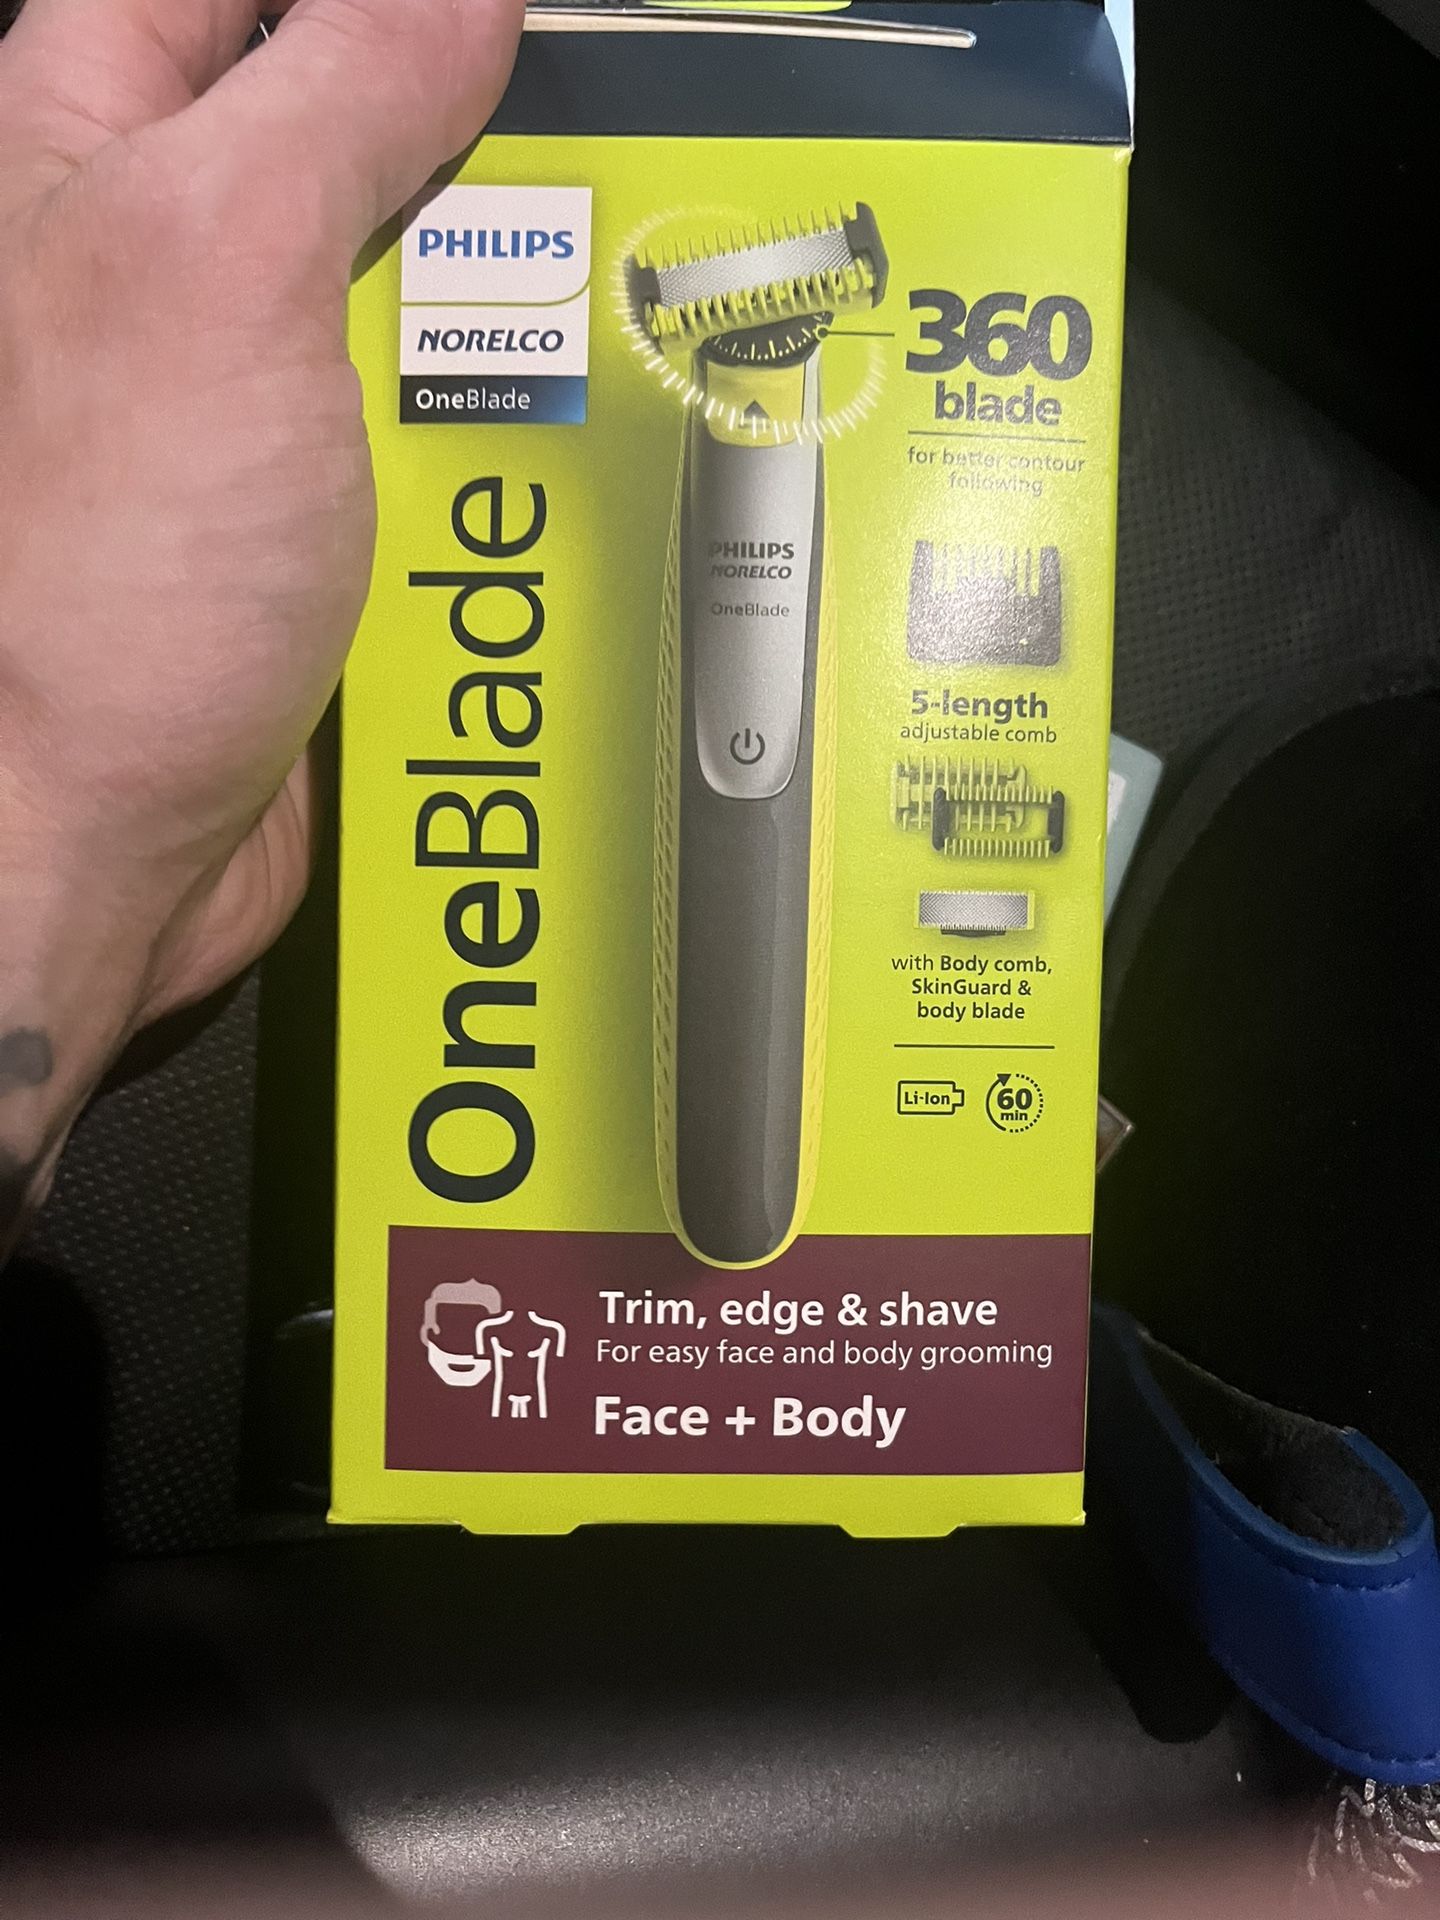 PHILIPS
NORELCO
OneBlade
OneBlade
360
blade
for better contour
following
PHILIPS
NORELCO
OneBlade
5-length
adjustable comb
with Body comb,
SkinGuard &
body blade
Li-Ion
60
min
Trim, edge & shave
For easy face and body grooming
Face + Body